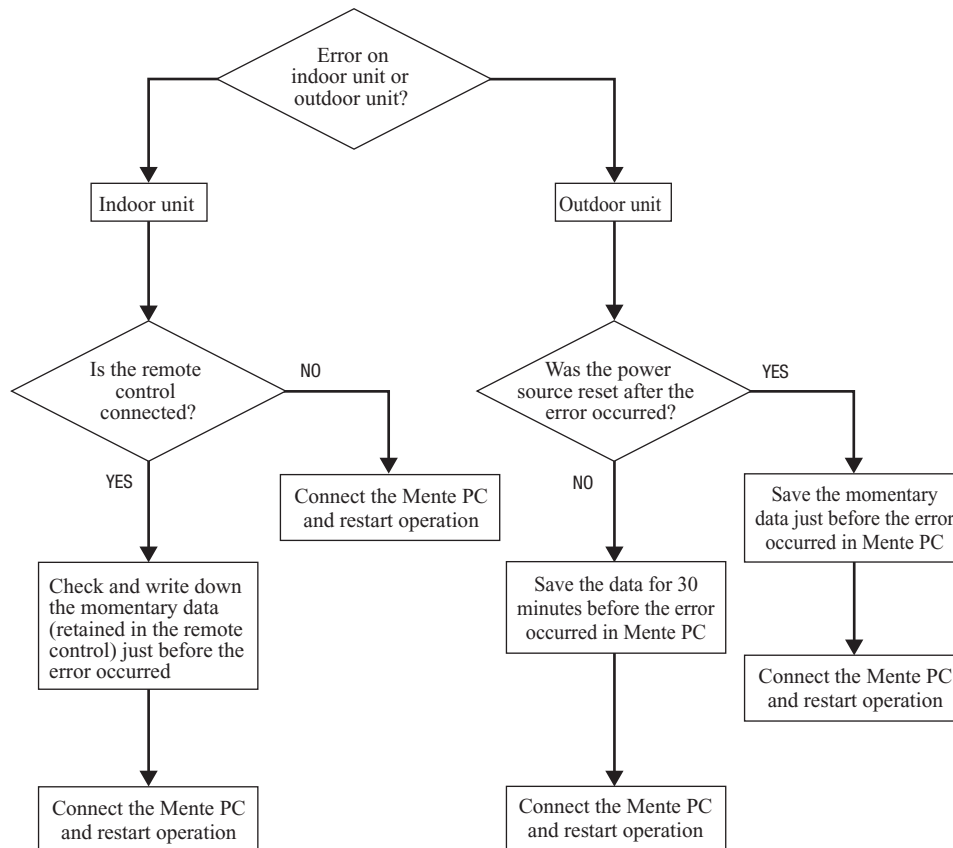 Error on
indoor unit or
outdoor unit?
Indoor unit
Outdoor unit
Is the remote
control
connected?
NO
YES
Connect the Mente PC
and restart operation
Check and write down
the momentary data
(retained in the remote
control) just before the
error occurred
Connect the Mente PC
and restart operation
Was the power
source reset after the
error occurred?
YES
NO
Save the momentary
data just before the error
occurred in Mente PC
Connect the Mente PC
and restart operation
Save the data for 30
minutes before the error
occurred in Mente PC
Connect the Mente PC
and restart operation